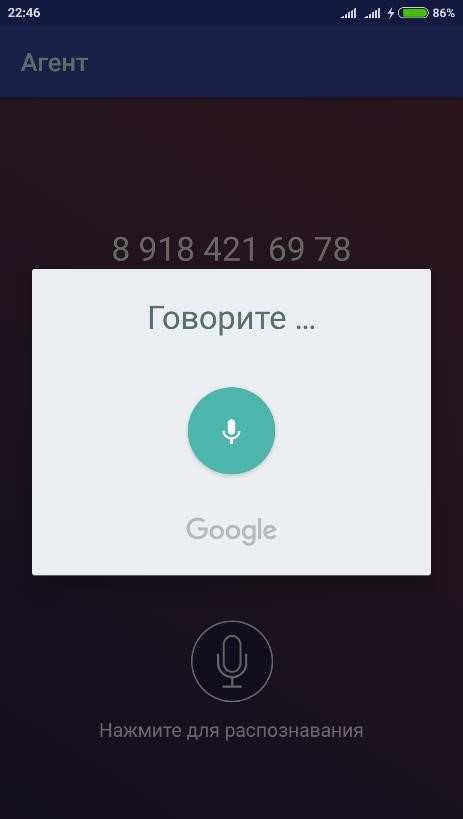 22:46
86%
Агент
8 918 421 69 78
Говорите ...
Google
Нажмите для распознавания